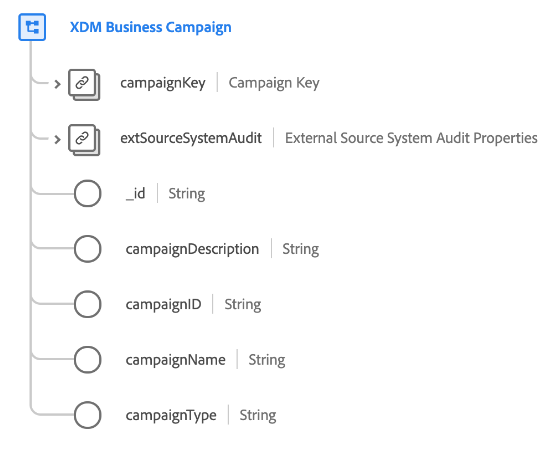 XDM Business Campaign
campaignKey | Campaign Key
extSourceSystemAudit | External Source System Audit Properties
_id | String
campaignDescription | String
campaignID | String
campaignName | String
campaignType | String